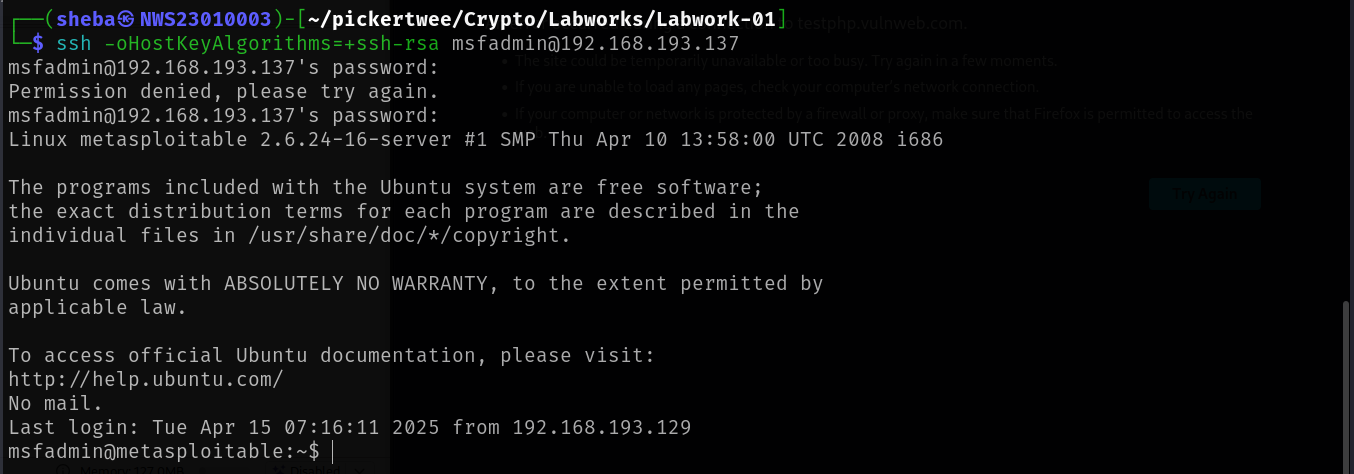 ┌──(sheba㉿NWS23010003)-[~/pickertwee/Crypto/Labworks/Labwork-01]
to testphp.vulnweb.com.
└─$ ssh -oHostKeyAlgorithms=+ssh-rsa msfadmin@192.168.193.137
msfadmin@192.168.193.137's password:
The site could be temporarily unavailable or too busy. Try again in a few moments.
Permission denied, please try again.
If you are unable to load any pages, check your computer's network connection.
msfadmin@192.168.193.137's password:
If your computer or network is protected by a firewall or proxy, make sure that Firefox is permitted to access the
Linux metasploitable 2.6.24-16-server #1 SMP Thu Apr 10 13:58:00 UTC 2008 i686
The programs included with the Ubuntu system are free software;
Try Again
the exact distribution terms for each program are described in the
individual files in /usr/share/doc/*/copyright.
Ubuntu comes with ABSOLUTELY NO WARRANTY, to the extent permitted by
applicable law.
To access official Ubuntu documentation, please visit:
http://help.ubuntu.com/
No mail.
Last login: Tue Apr 15 07:16:11 2025 from 192.168.193.129
msfadmin@metasploitable:~$
Memory: 127.0MB
Disabled